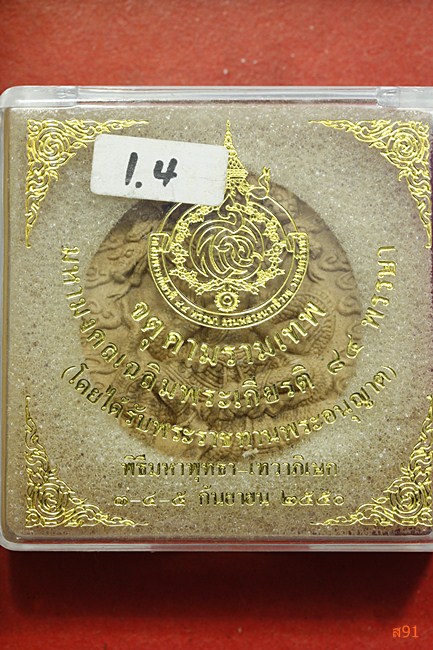 1.4
จตุคามรามเทพ
มหามงคลเฉลิมพระเกียรติ ๘๔ พรรษา
(โดยได้รับพระราชทานพระอนุญาต)
พิธีมหาพุทธา-เทวาภิเษก
๓-๔-๕ กันยายน ๒๕๕๐
ส91